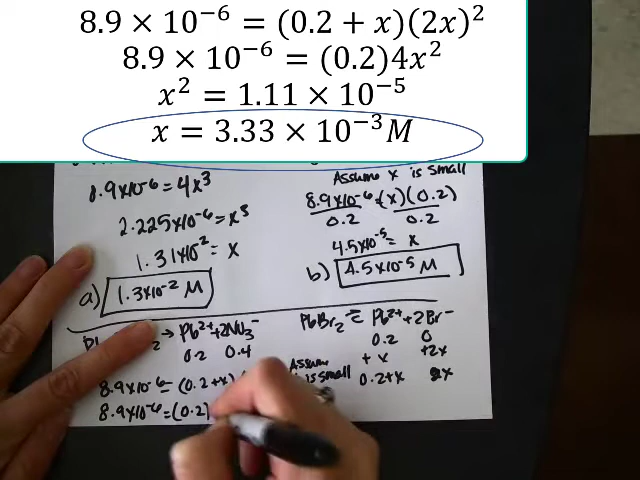 8.9 × 10⁻⁶ = (0.2 + x)(2x)²
8.9 × 10⁻⁶ = (0.2)4x²
x² = 1.11 × 10⁻⁵
x = 3.33 × 10⁻³ M
8.9x10⁻⁶ = 4x³
2.225x10⁻⁶ = x³
1.31x10⁻² = x
a) 1.3x10⁻² M
Assume x is small
8.9x10⁻⁶ = (x)(0.2)
0.2 0.2
4.5x10⁻⁵ = x
b) 4.5x10⁻⁵ M
→ Pb²⁺ + 2NO₃⁻
0.2 0.4
8.9x10⁻⁶ = (0.2+x)
8.9x10⁻⁶ = (0.2)
Assume
is small
PbBr₂ ⇌ Pb²⁺ + 2Br⁻
0.2 0
+x +2x
0.2+x 2x